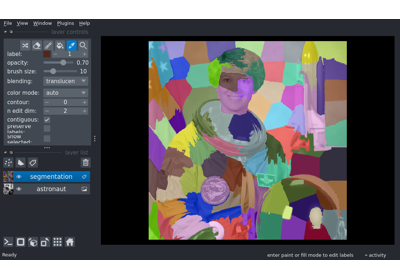 File View Window Plugins Help
layer controls
label: 1
opacity: 0.70
brush size: 10
blending: translucen
color mode: auto
contour: 0
n edit dim: 2
contiguous:
preserve
labels:
show
selected:
layer list
segmentation
astronaut
Ready enter paint or fill mode to edit labels activity